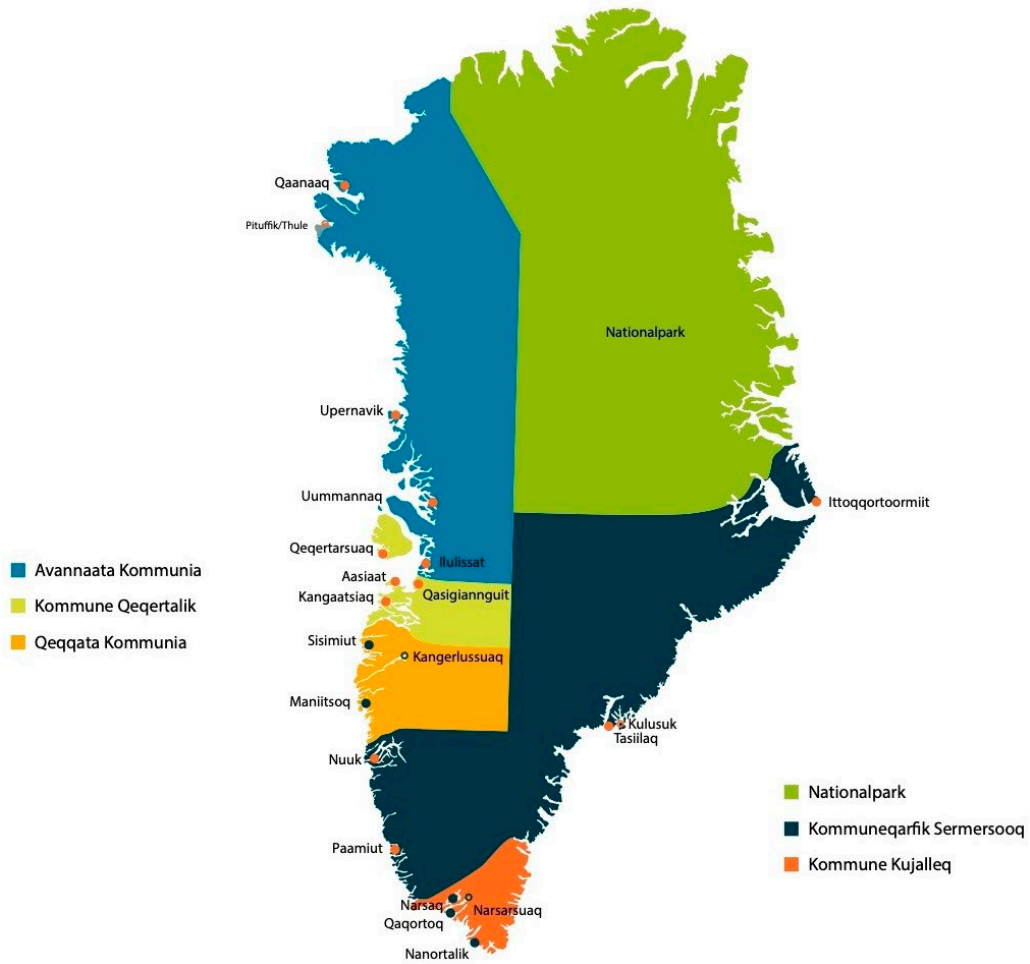 Qaanaaq
Pituffik/Thule
Nationalpark
Upernavik
Uummannaq
Ittoqqortoormiit
Qeqertarsuaq
Ilulissat
Aasiaat
Qasigiannguit
Kangaatsiaq
Avannaata Kommunia
Kommune Qeqertalik
Qeqqata Kommunia
Sisimiut
Kangerlussuaq
Maniitsoq
Kulusuk
Tasiilaq
Nuuk
Nationalpark
Kommuneqarfik Sermersooq
Kommune Kujalleq
Paamiut
Narsaq
Narsarsuaq
Qaqortoq
Nanortalik